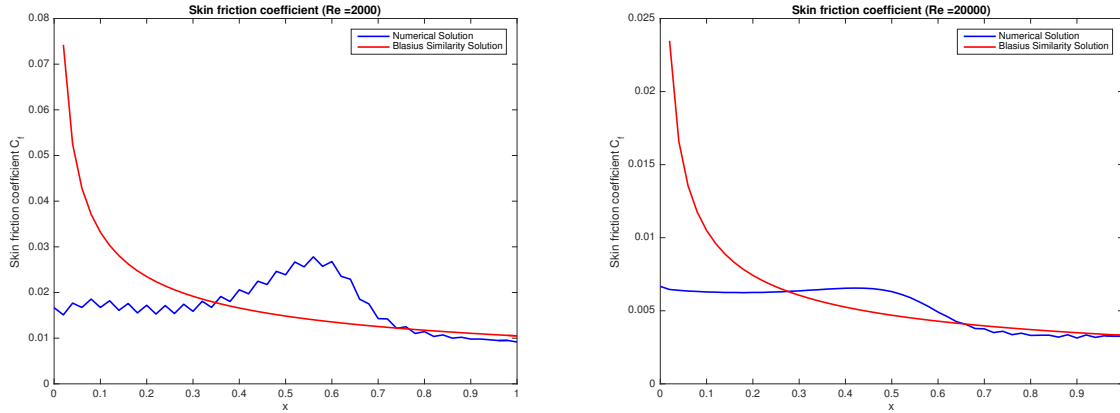 Skin friction coefficient (Re =2000)
Numerical Solution
Blasius Similarity Solution
0.08
0.07
0.06
0.05
0.04
0.03
0.02
0.01
0
Skin friction coefficient C_f
0 0.1 0.2 0.3 0.4 0.5 0.6 0.7 0.8 0.9 1
x
Skin friction coefficient (Re =20000)
Numerical Solution
Blasius Similarity Solution
0.025
0.02
0.015
0.01
0.005
0
Skin friction coefficient C_f
0 0.1 0.2 0.3 0.4 0.5 0.6 0.7 0.8 0.9
x